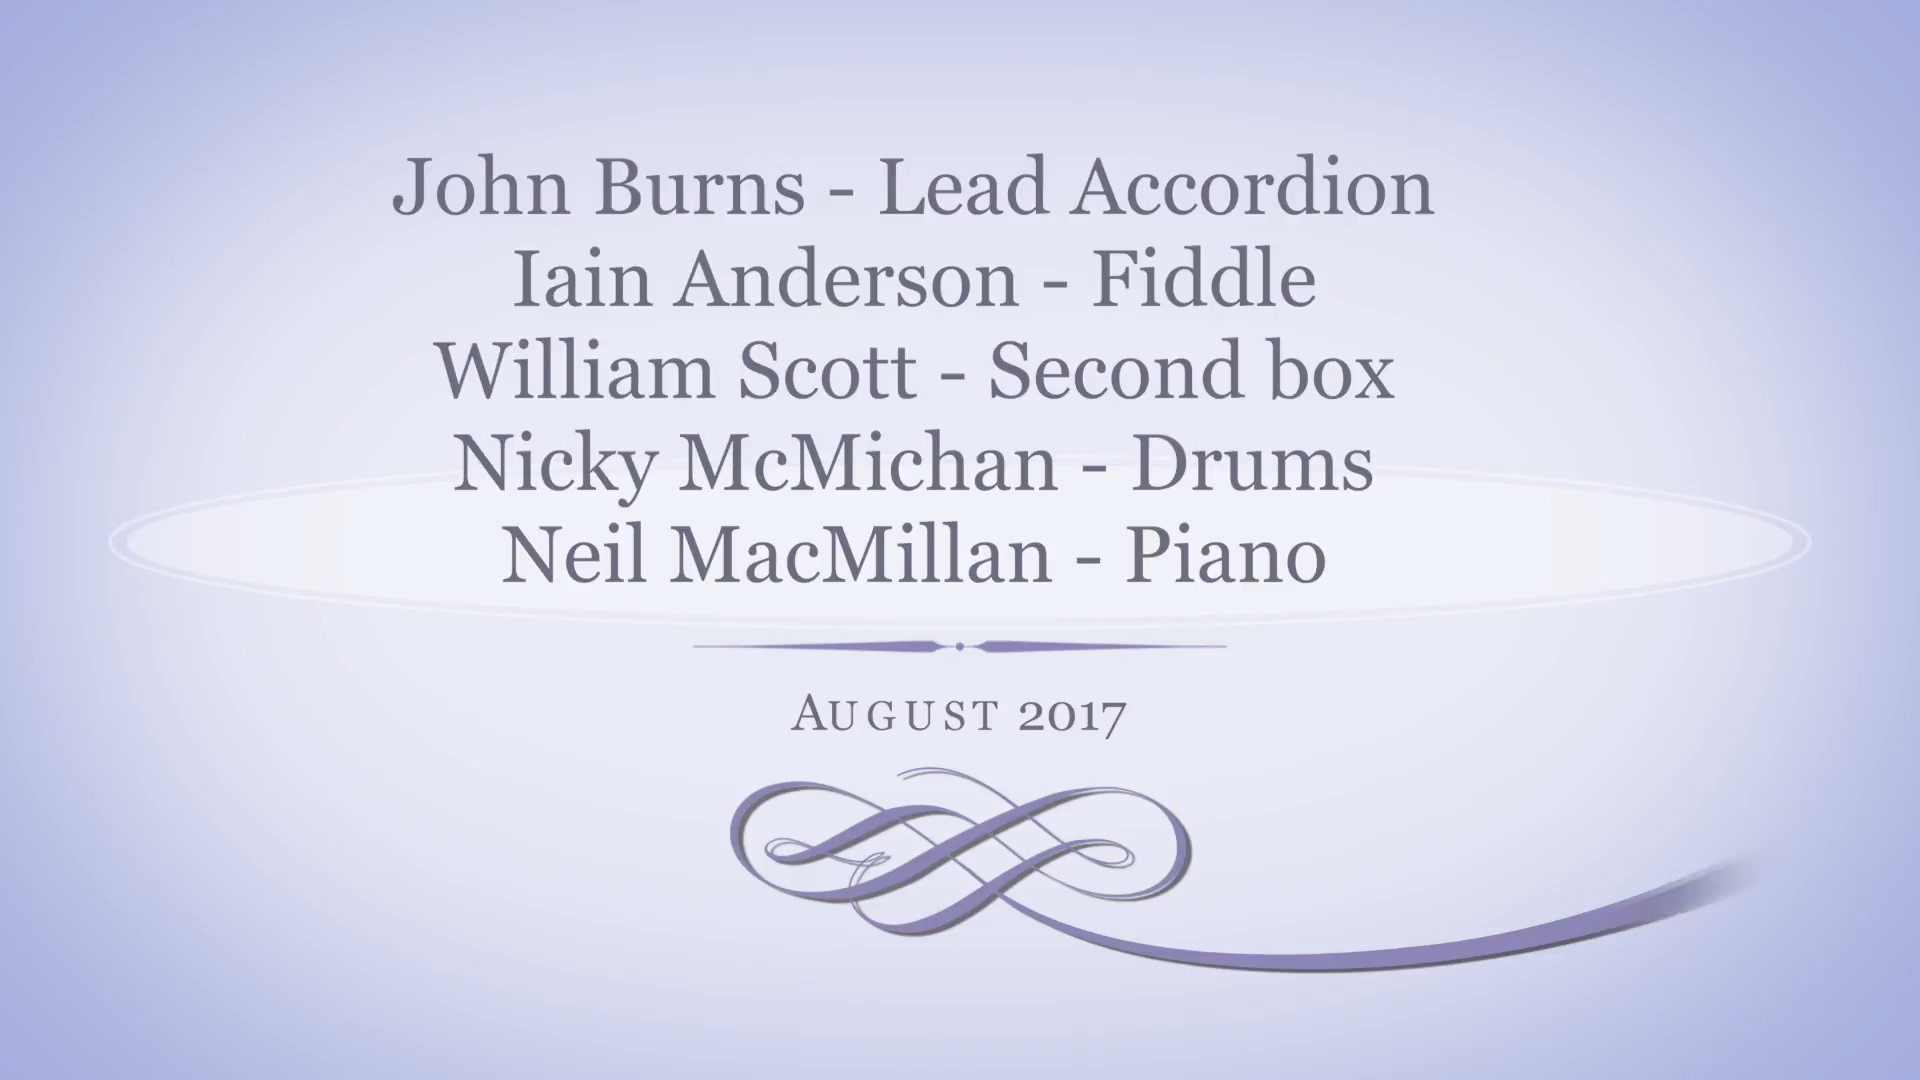 John Burns - Lead Accordion
Iain Anderson - Fiddle
William Scott - Second box
Nicky McMichan - Drums
Neil MacMillan - Piano
August 2017